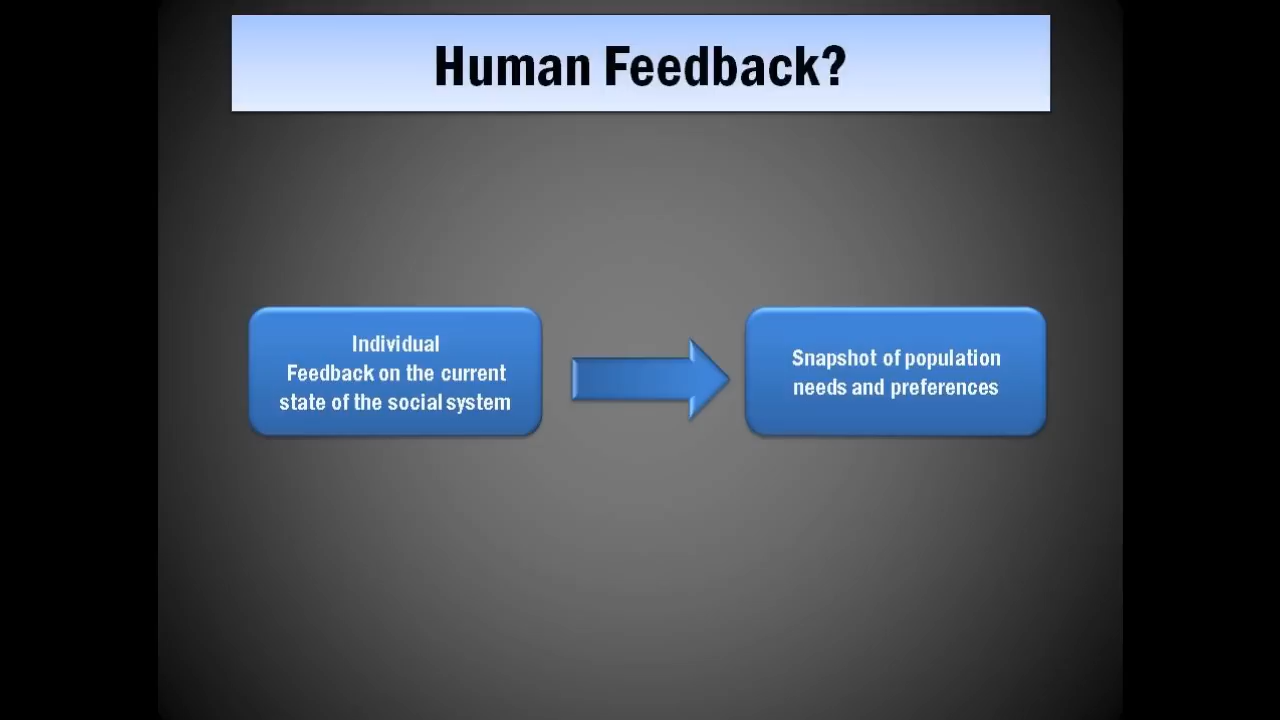 Human Feedback?
Individual
Feedback on the current
state of the social system
Snapshot of population
needs and preferences